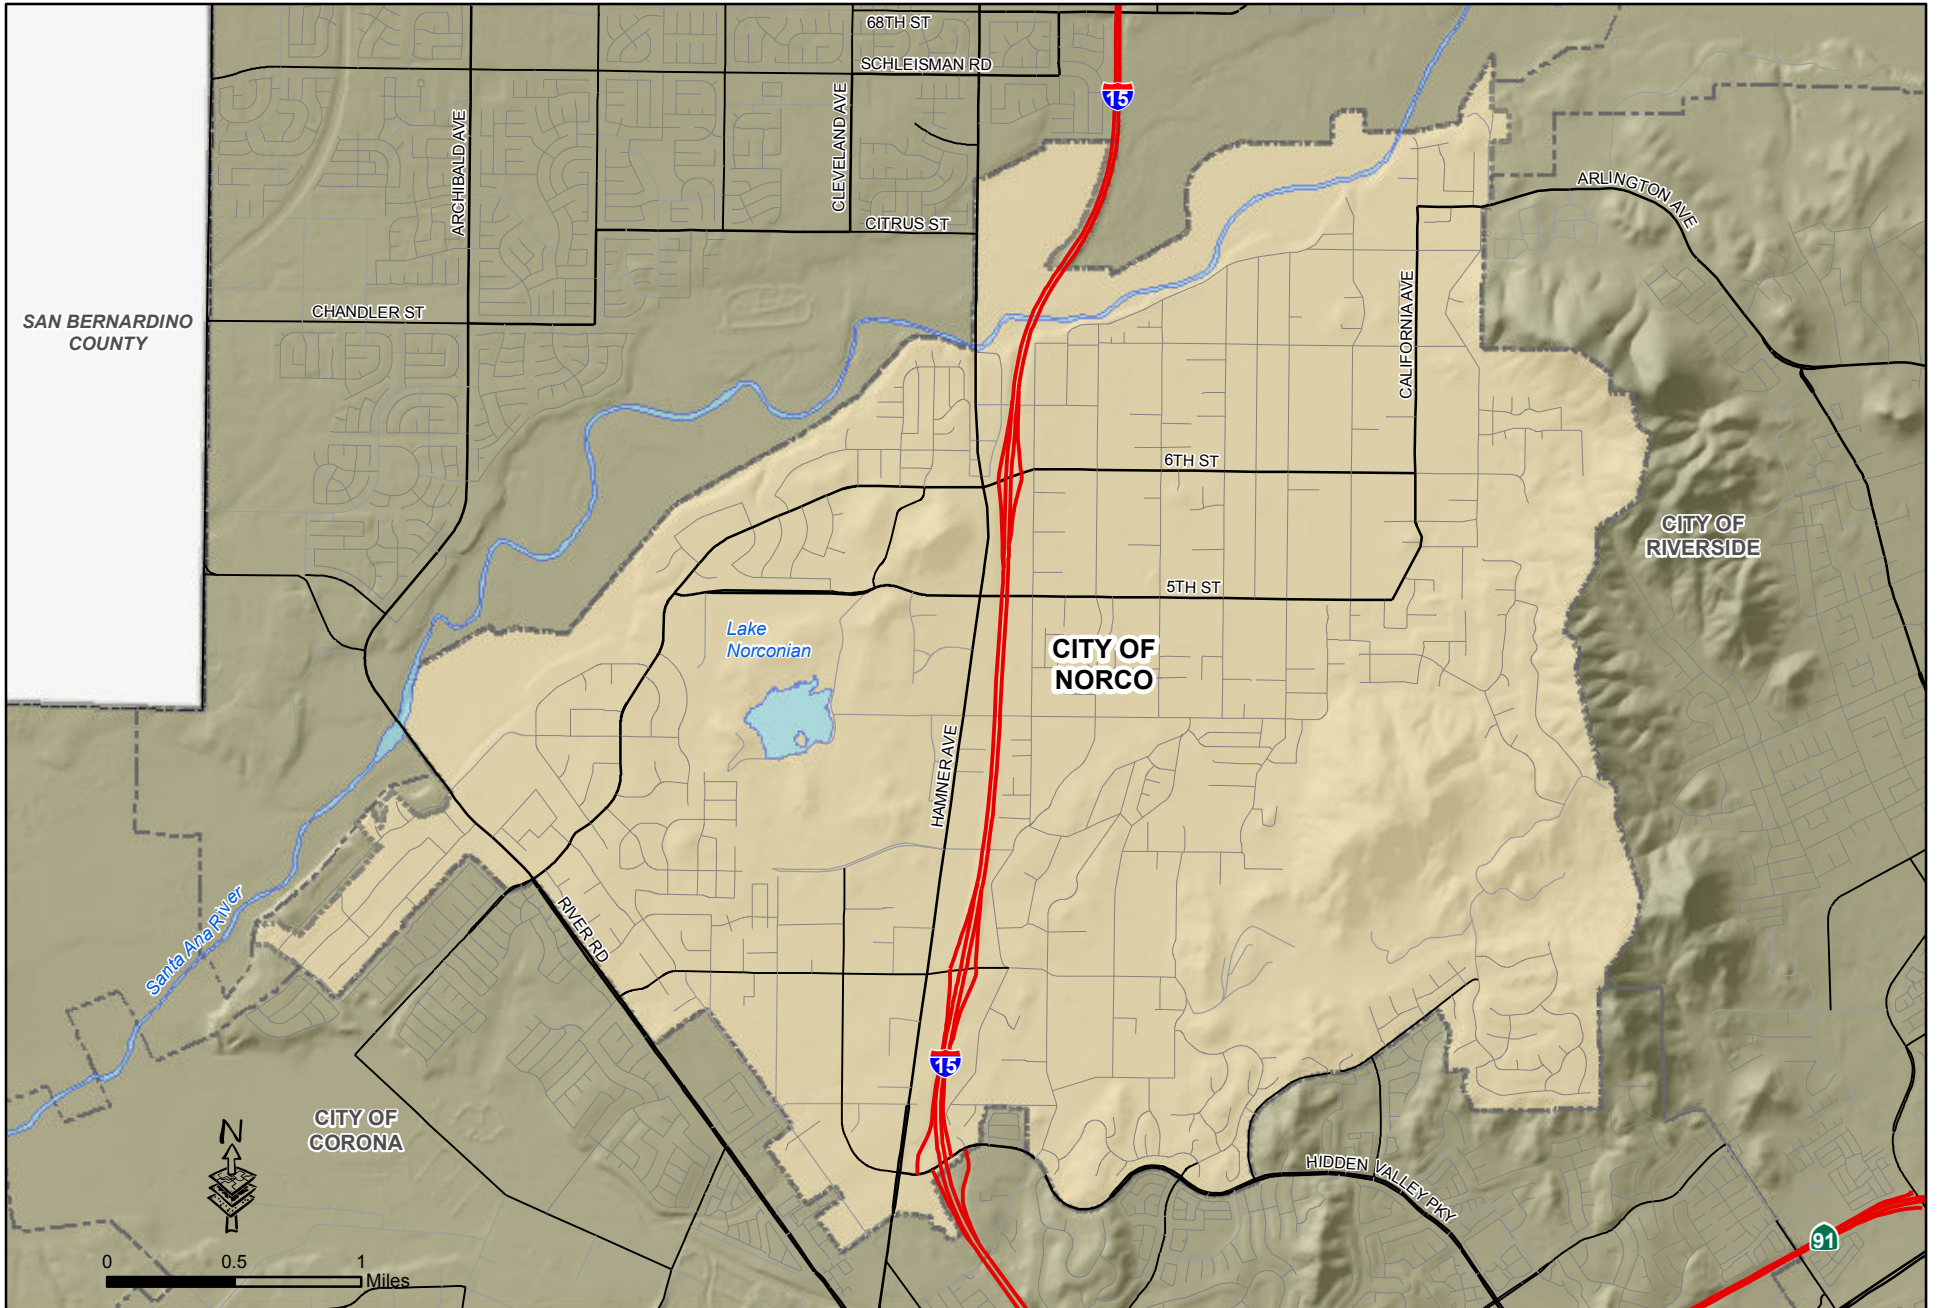 68TH ST
SCHLEISMAN RD
15
ARCHIBALD AVE
CLEVELAND AVE
CITRUS ST
ARLINGTON AVE
SAN BERNARDINO
COUNTY
CHANDLER ST
CALIFORNIA AVE
6TH ST
CITY OF
RIVERSIDE
5TH ST
Lake
Norconian
CITY OF
NORCO
HAMNER AVE
Santa Ana River
RIVER RD
15
CITY OF
CORONA
N
HIDDEN VALLEY PKY
91
0 0.5 1
Miles